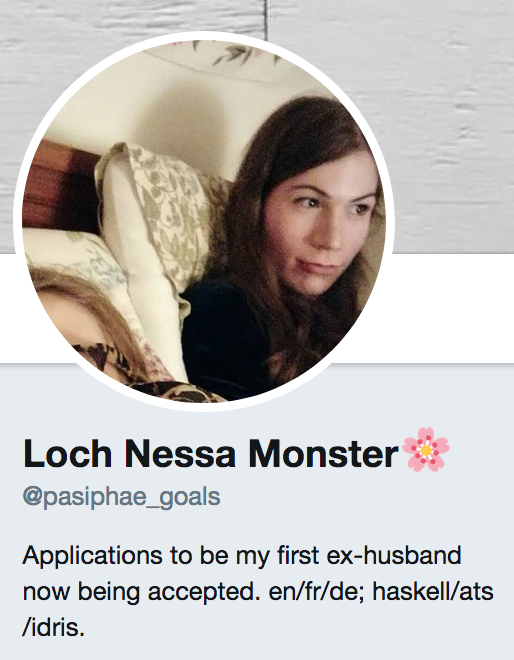 Loch Nessa Monster🌸
@pasiphae_goals
Applications to be my first ex-husband
now being accepted. en/fr/de; haskell/ats
/idris.